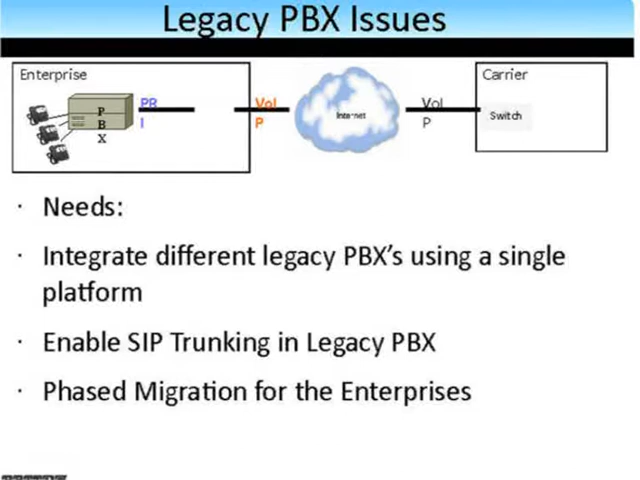 Legacy PBX Issues
Enterprise
Carrier
P
B
X
PR
I
VoI
P
Internet
VoI
P
Switch
· Needs:
· Integrate different legacy PBX’s using a single
platform
· Enable SIP Trunking in Legacy PBX
· Phased Migration for the Enterprises